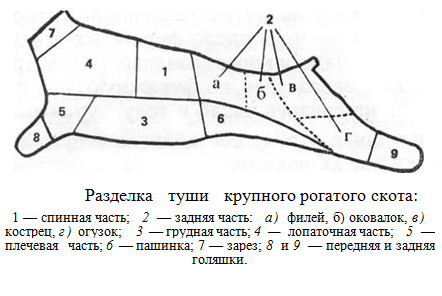 2
7
4
1
а
б
в
г
5
3
6
8
9
Разделка туши крупного рогатого скота:
1 — спинная часть; 2 — задняя часть: а) филей, б) оковалок, в)
кострец, г) огузок; 3 — грудная часть; 4 — лопаточная часть; 5 —
плечевая часть; 6 — пашинка; 7 — зарез; 8 и 9 — передняя и задняя
голяшки.